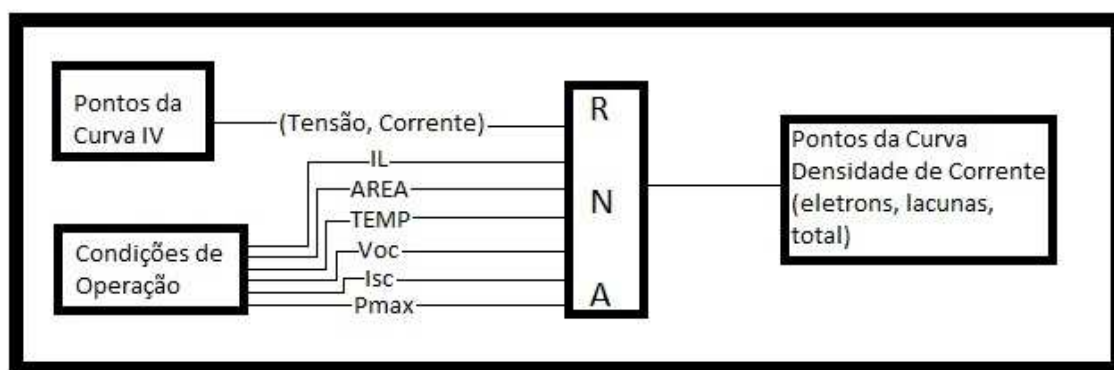 Pontos da
Curva IV
(Tensão, Corrente)
IL
AREA
TEMP
Voc
Isc
Pmax
Condições de
Operação
R
N
A
Pontos da Curva
Densidade de Corrente
(eletrons, lacunas,
total)